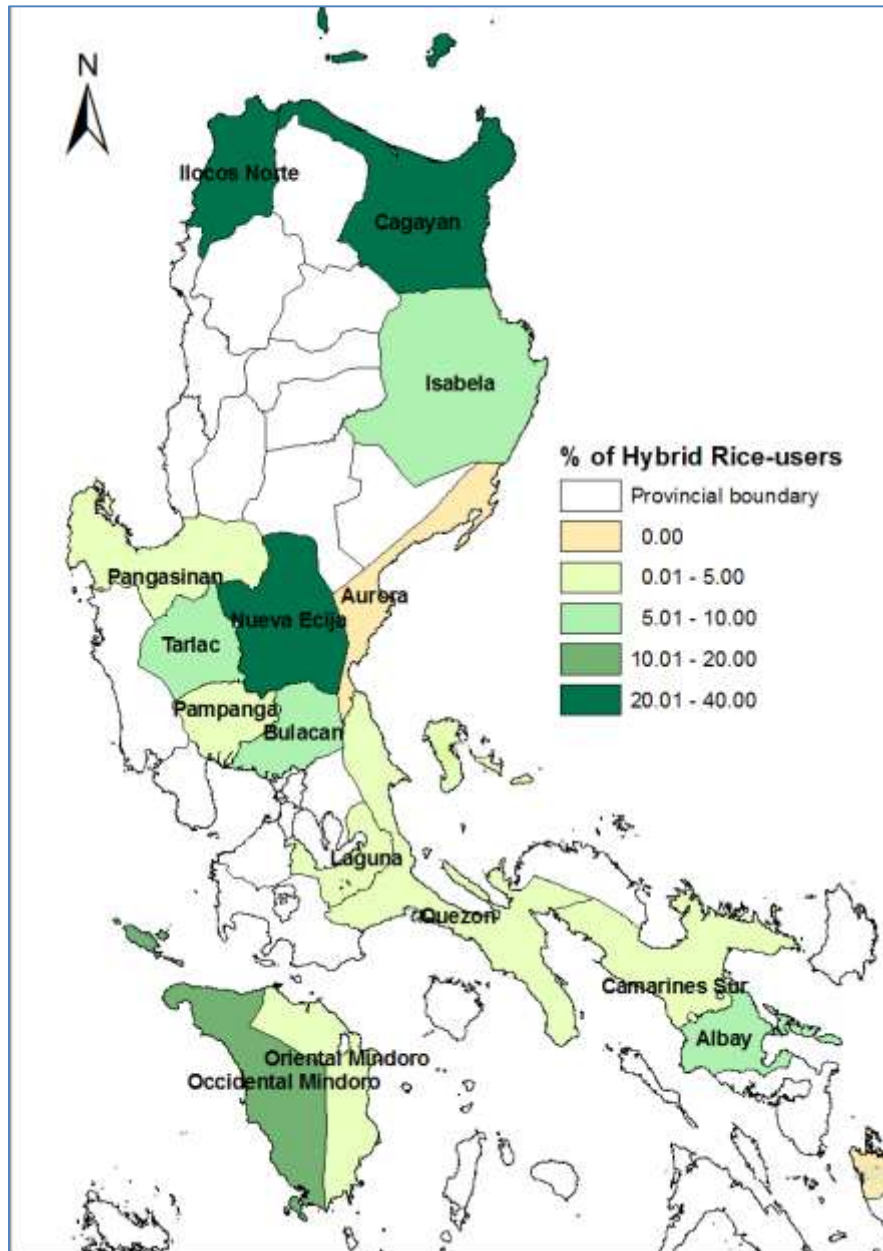 N
Ilocos Norte
Cagayan
Isabela
% of Hybrid Rice-users
Provincial boundary
0.00
0.01 - 5.00
5.01 - 10.00
10.01 - 20.00
20.01 - 40.00
Pangasinan
Aurora
Nueva Ecija
Tarlac
Pampanga
Bulacan
Laguna
Quezon
Camarines Sur
Albay
Oriental Mindoro
Occidental Mindoro